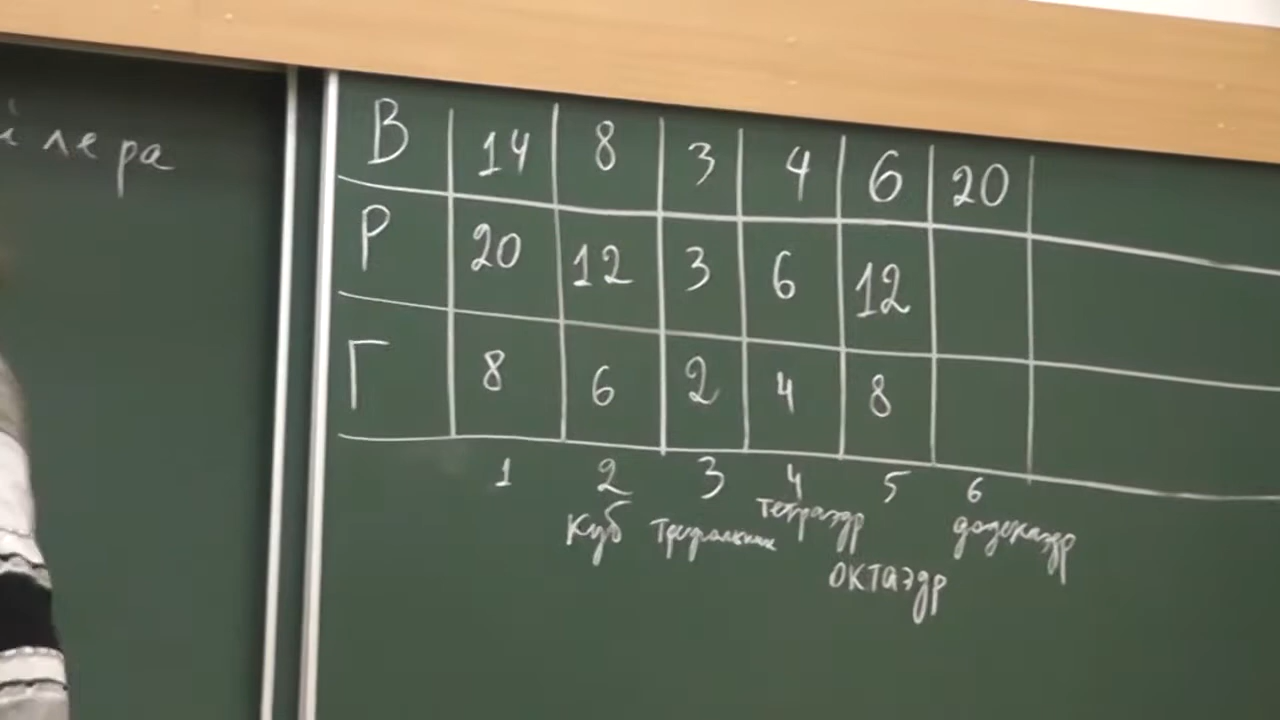 йлера
В 14 8 3 4 6 20
Р 20 12 3 6 12
Г 8 6 2 4 8
1 2 3 4 5 6
куб треугольник тетраэдр додекаэдр
октаэдр